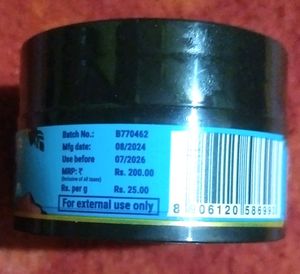 Batch No.: B770462
Mfg date: 08/2024
Use before 07/2026
MRP: ₹ Rs. 200.00
(Inclusive of All taxes)
Rs. per g Rs. 25.00
For external use only